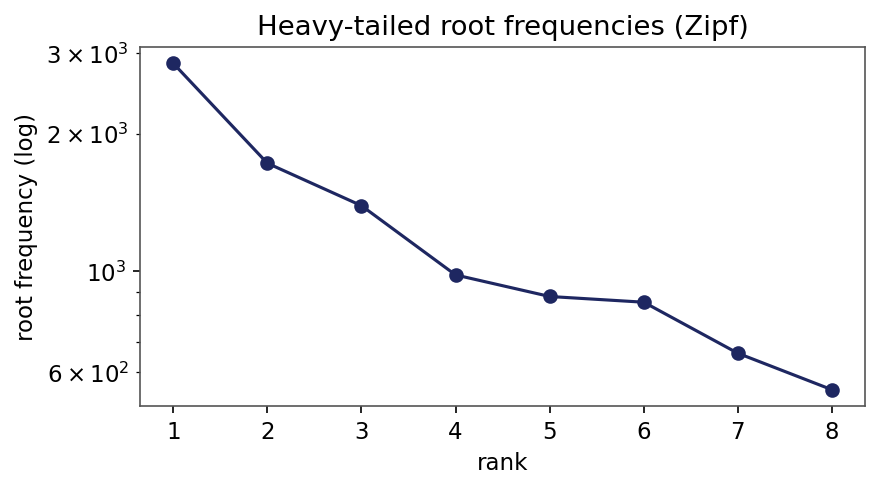 Heavy-tailed root frequencies (Zipf)
root frequency (log)
3 × 10³
2 × 10³
10³
6 × 10²
1 2 3 4 5 6 7 8
rank